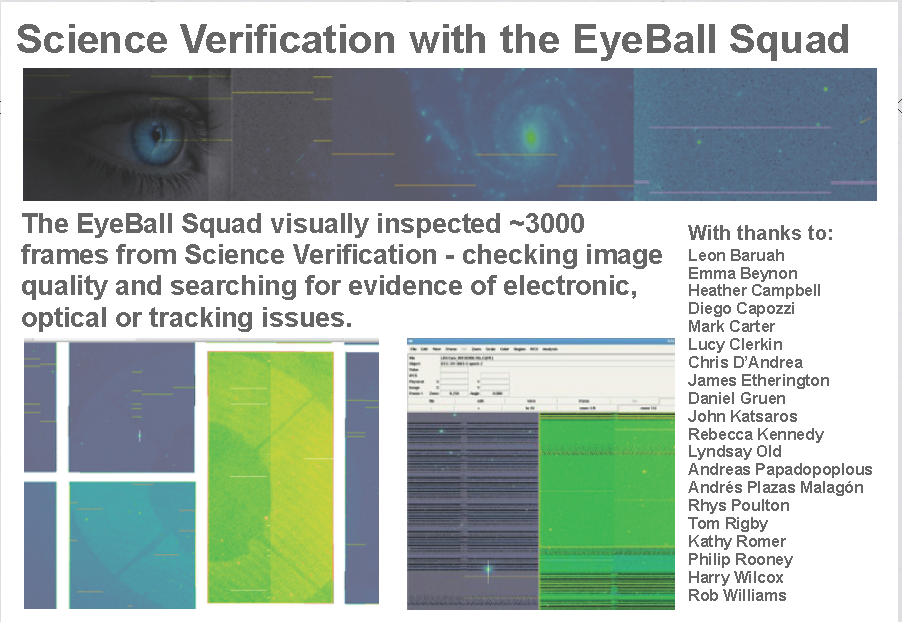 Science Verification with the EyeBall Squad
The EyeBall Squad visually inspected ~3000
frames from Science Verification - checking image
quality and searching for evidence of electronic,
optical or tracking issues.
With thanks to:
Leon Baruah
Emma Beynon
Heather Campbell
Diego Capozzi
Mark Carter
Lucy Clerkin
Chris D'Andrea
James Etherington
Daniel Gruen
John Katsaros
Rebecca Kennedy
Lyndsay Old
Andreas Papadopoplous
Andrés Plazas Malagón
Rhys Poulton
Tom Rigby
Kathy Romer
Philip Rooney
Harry Wilcox
Rob Williams